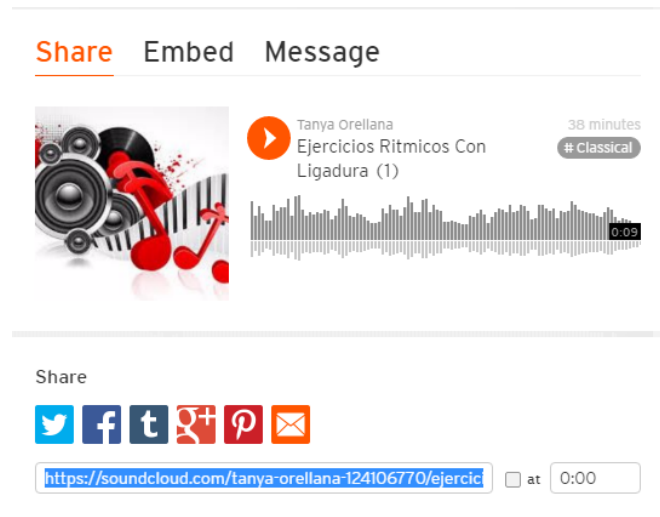 Share Embed Message
Tanya Orellana 38 minutes
Ejercicios Ritmicos Con
Ligadura (1)
# Classical
0:09
Share
https://soundcloud.com/tanya-orellana-124106770/ejercici
at 0:00